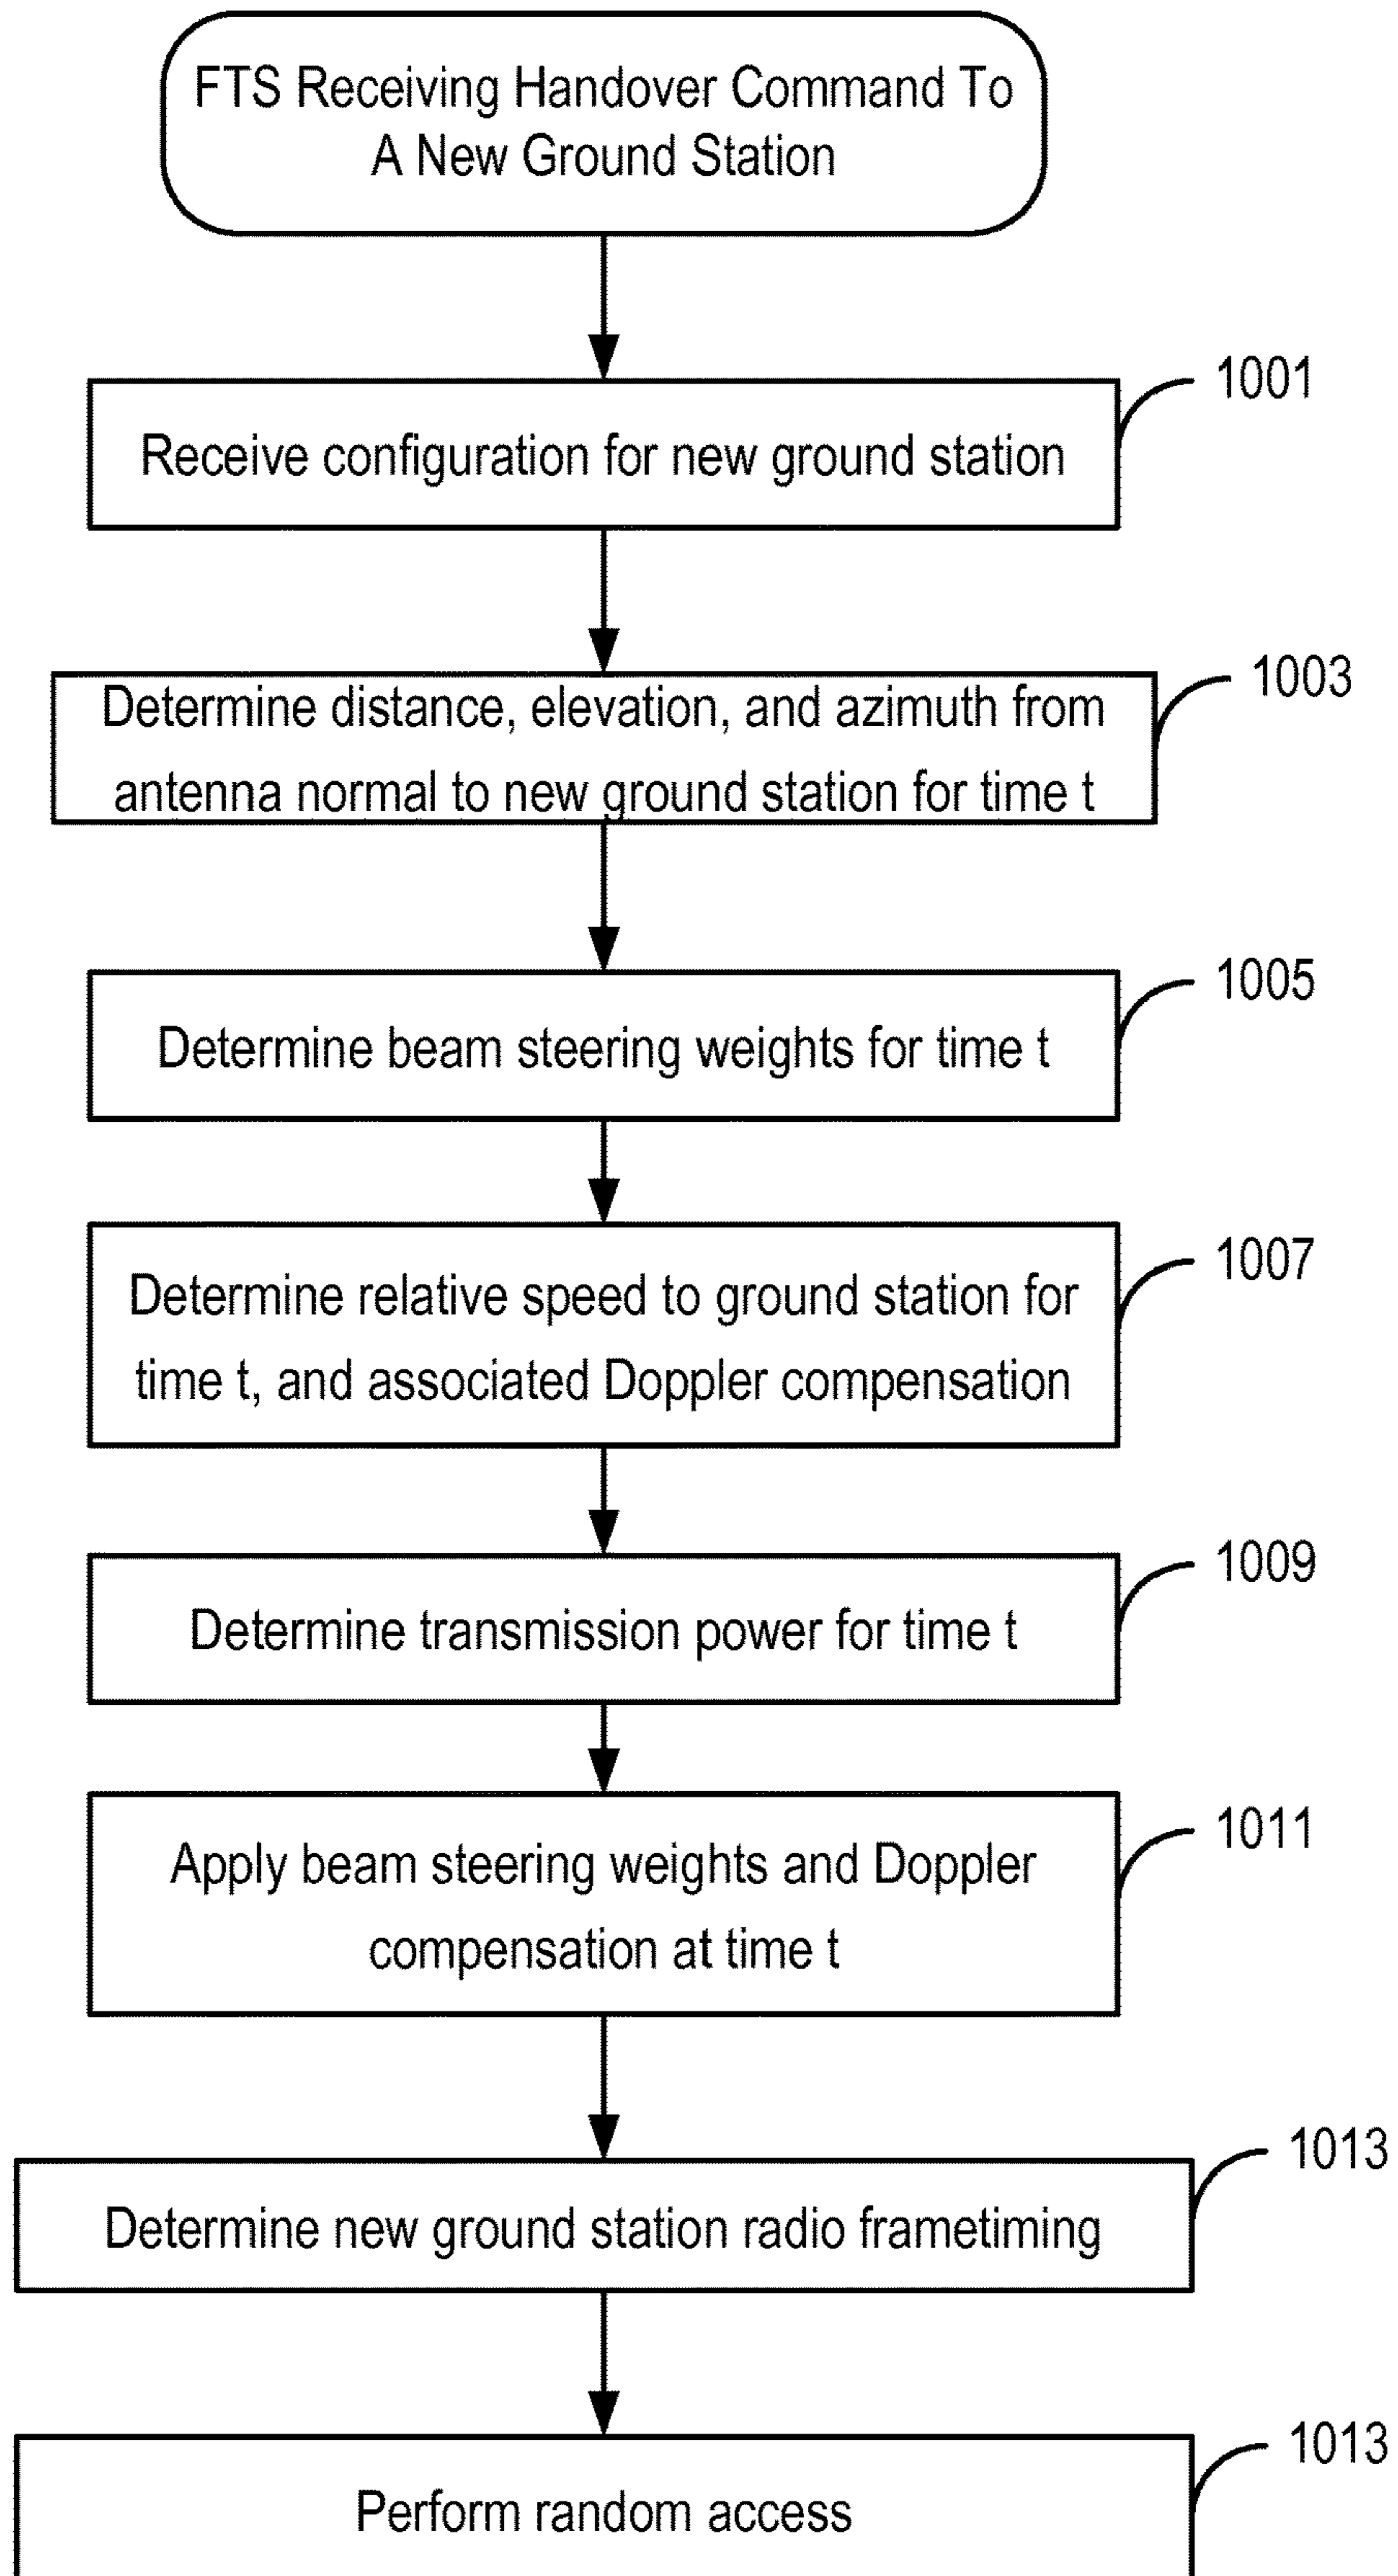 FTS Receiving Handover Command To
A New Ground Station
1001
Receive configuration for new ground station
1003
Determine distance, elevation, and azimuth from
antenna normal to new ground station for time t
1005
Determine beam steering weights for time t
1007
Determine relative speed to ground station for
time t, and associated Doppler compensation
1009
Determine transmission power for time t
1011
Apply beam steering weights and Doppler
compensation at time t
1013
Determine new ground station radio frametiming
1013
Perform random access